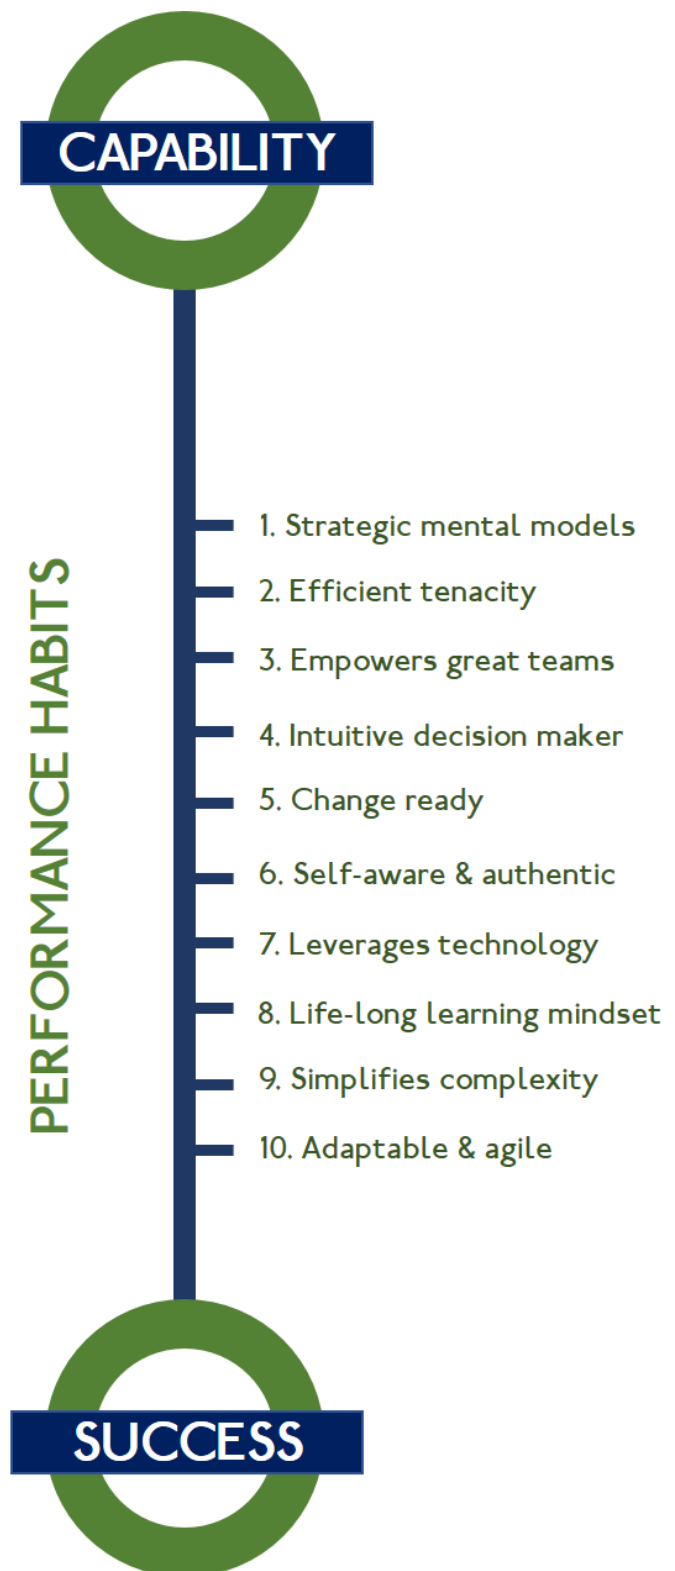 CAPABILITY
PERFORMANCE HABITS
1. Strategic mental models
2. Efficient tenacity
3. Empowers great teams
4. Intuitive decision maker
5. Change ready
6. Self-aware & authentic
7. Leverages technology
8. Life-long learning mindset
9. Simplifies complexity
10. Adaptable & agile
SUCCESS